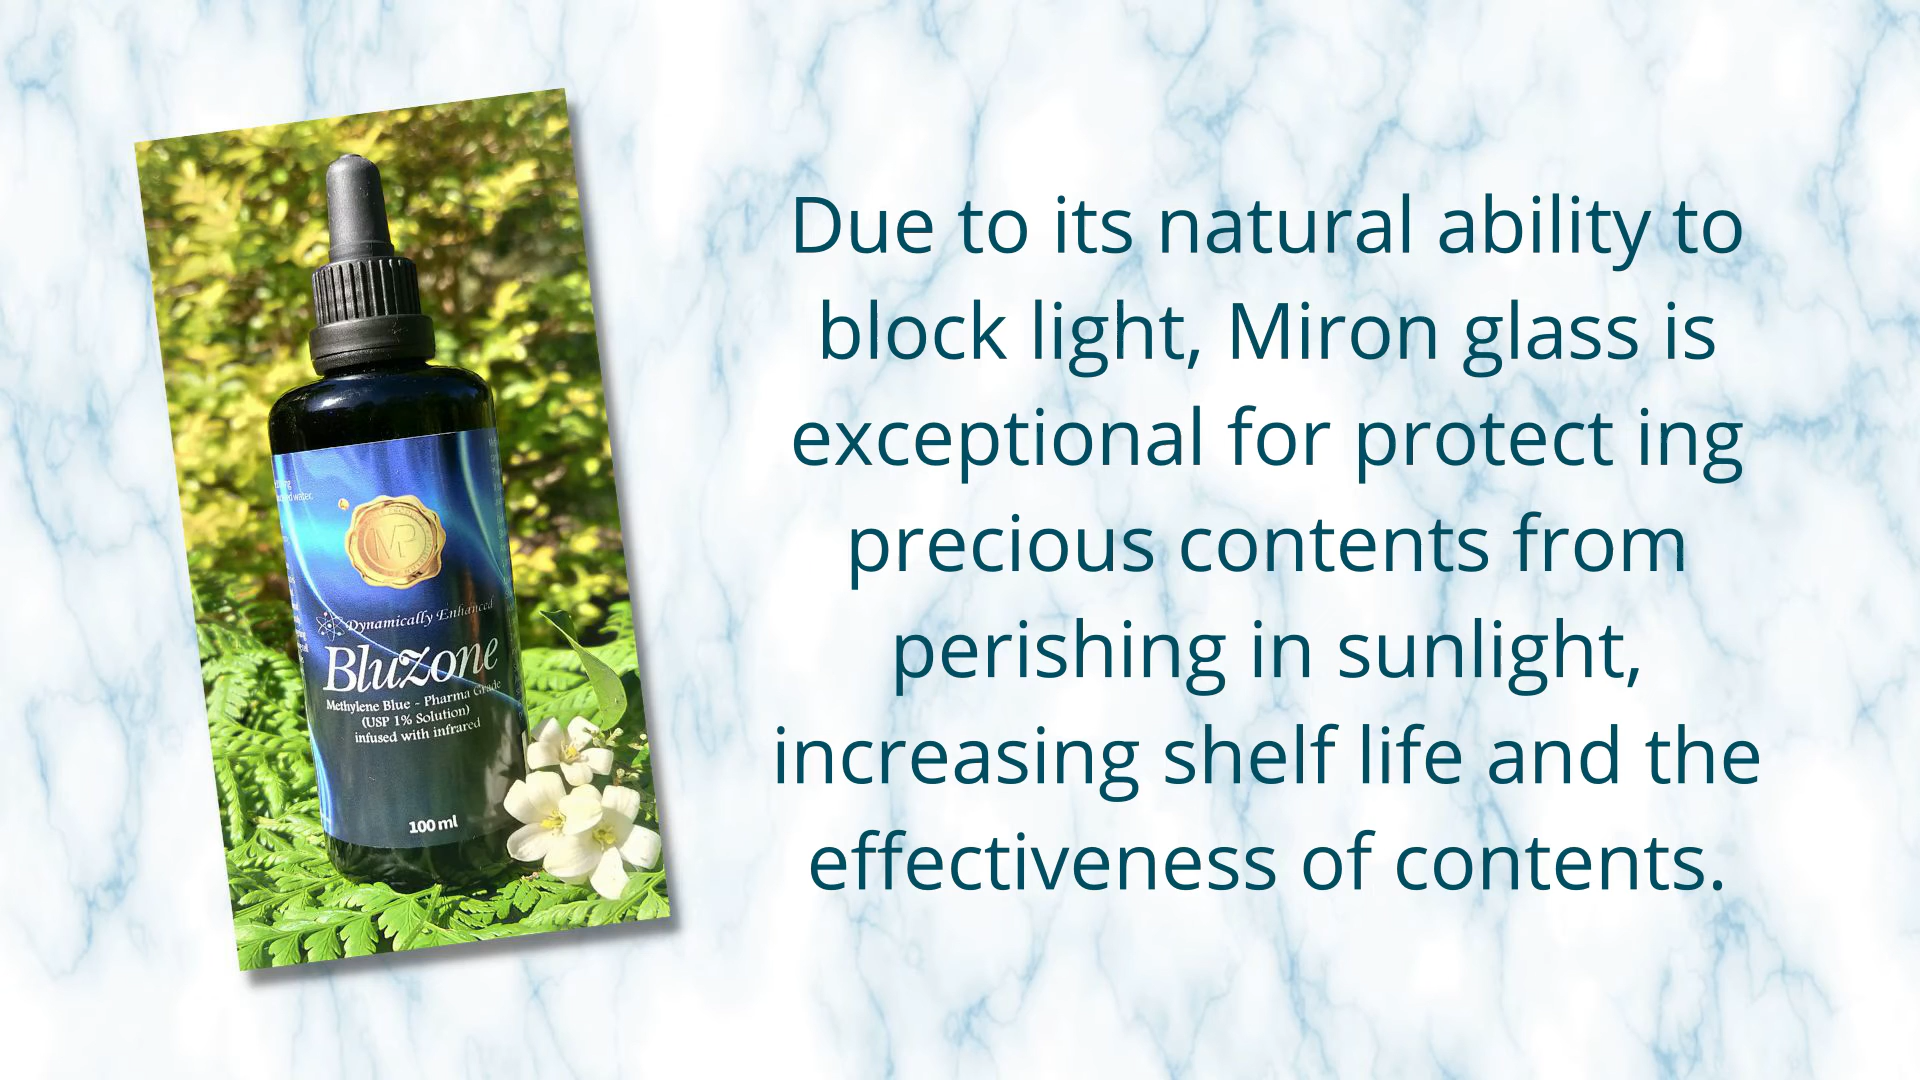 Due to its natural ability to
block light, Miron glass is
exceptional for protect ing
precious contents from
perishing in sunlight,
increasing shelf life and the
effectiveness of contents.
MP
Dynamically Enhanced
Bluzone
Methylene Blue - Pharma Grade
(USP 1% Solution)
infused with infrared
100 ml